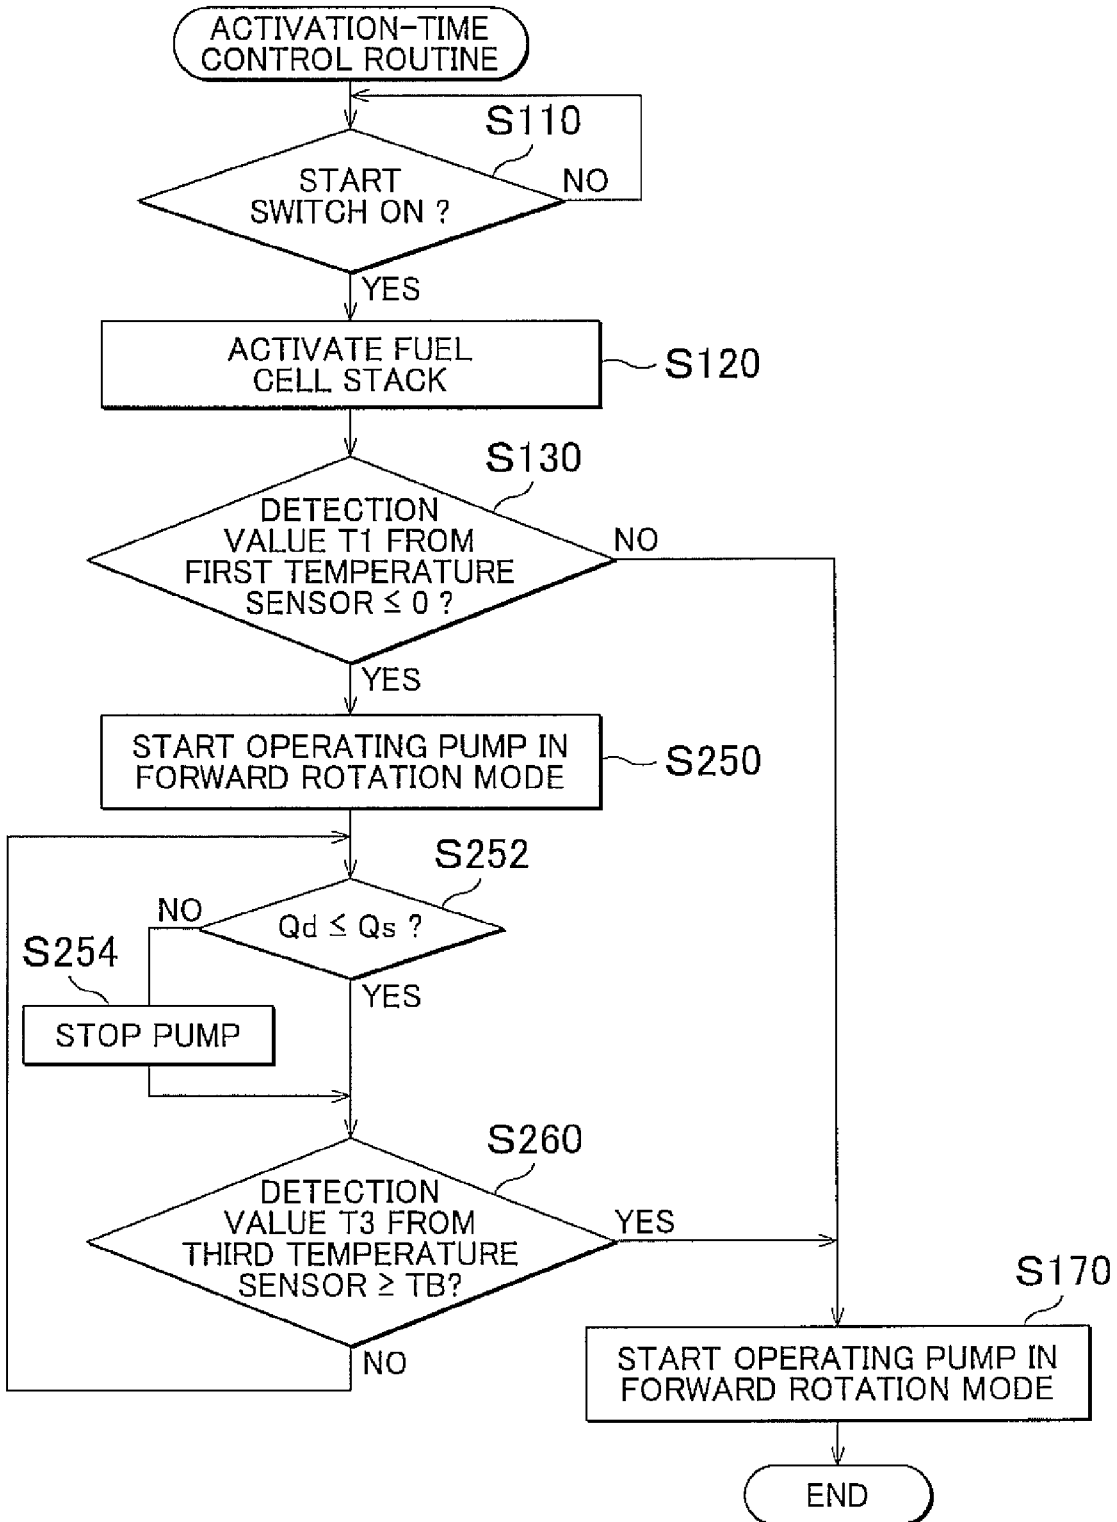 ACTIVATION-TIME
CONTROL ROUTINE
S110
START
SWITCH ON ?
NO
YES
ACTIVATE FUEL
CELL STACK
S120
S130
DETECTION
VALUE T1 FROM
FIRST TEMPERATURE
SENSOR ≤ 0 ?
NO
YES
START OPERATING PUMP IN
FORWARD ROTATION MODE
S250
S252
Qd ≤ Qs ?
NO
YES
S254
STOP PUMP
S260
DETECTION
VALUE T3 FROM
THIRD TEMPERATURE
SENSOR ≥ TB?
YES
NO
S170
START OPERATING PUMP IN
FORWARD ROTATION MODE
END